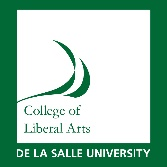 College of
Liberal Arts
DE LA SALLE UNIVERSITY